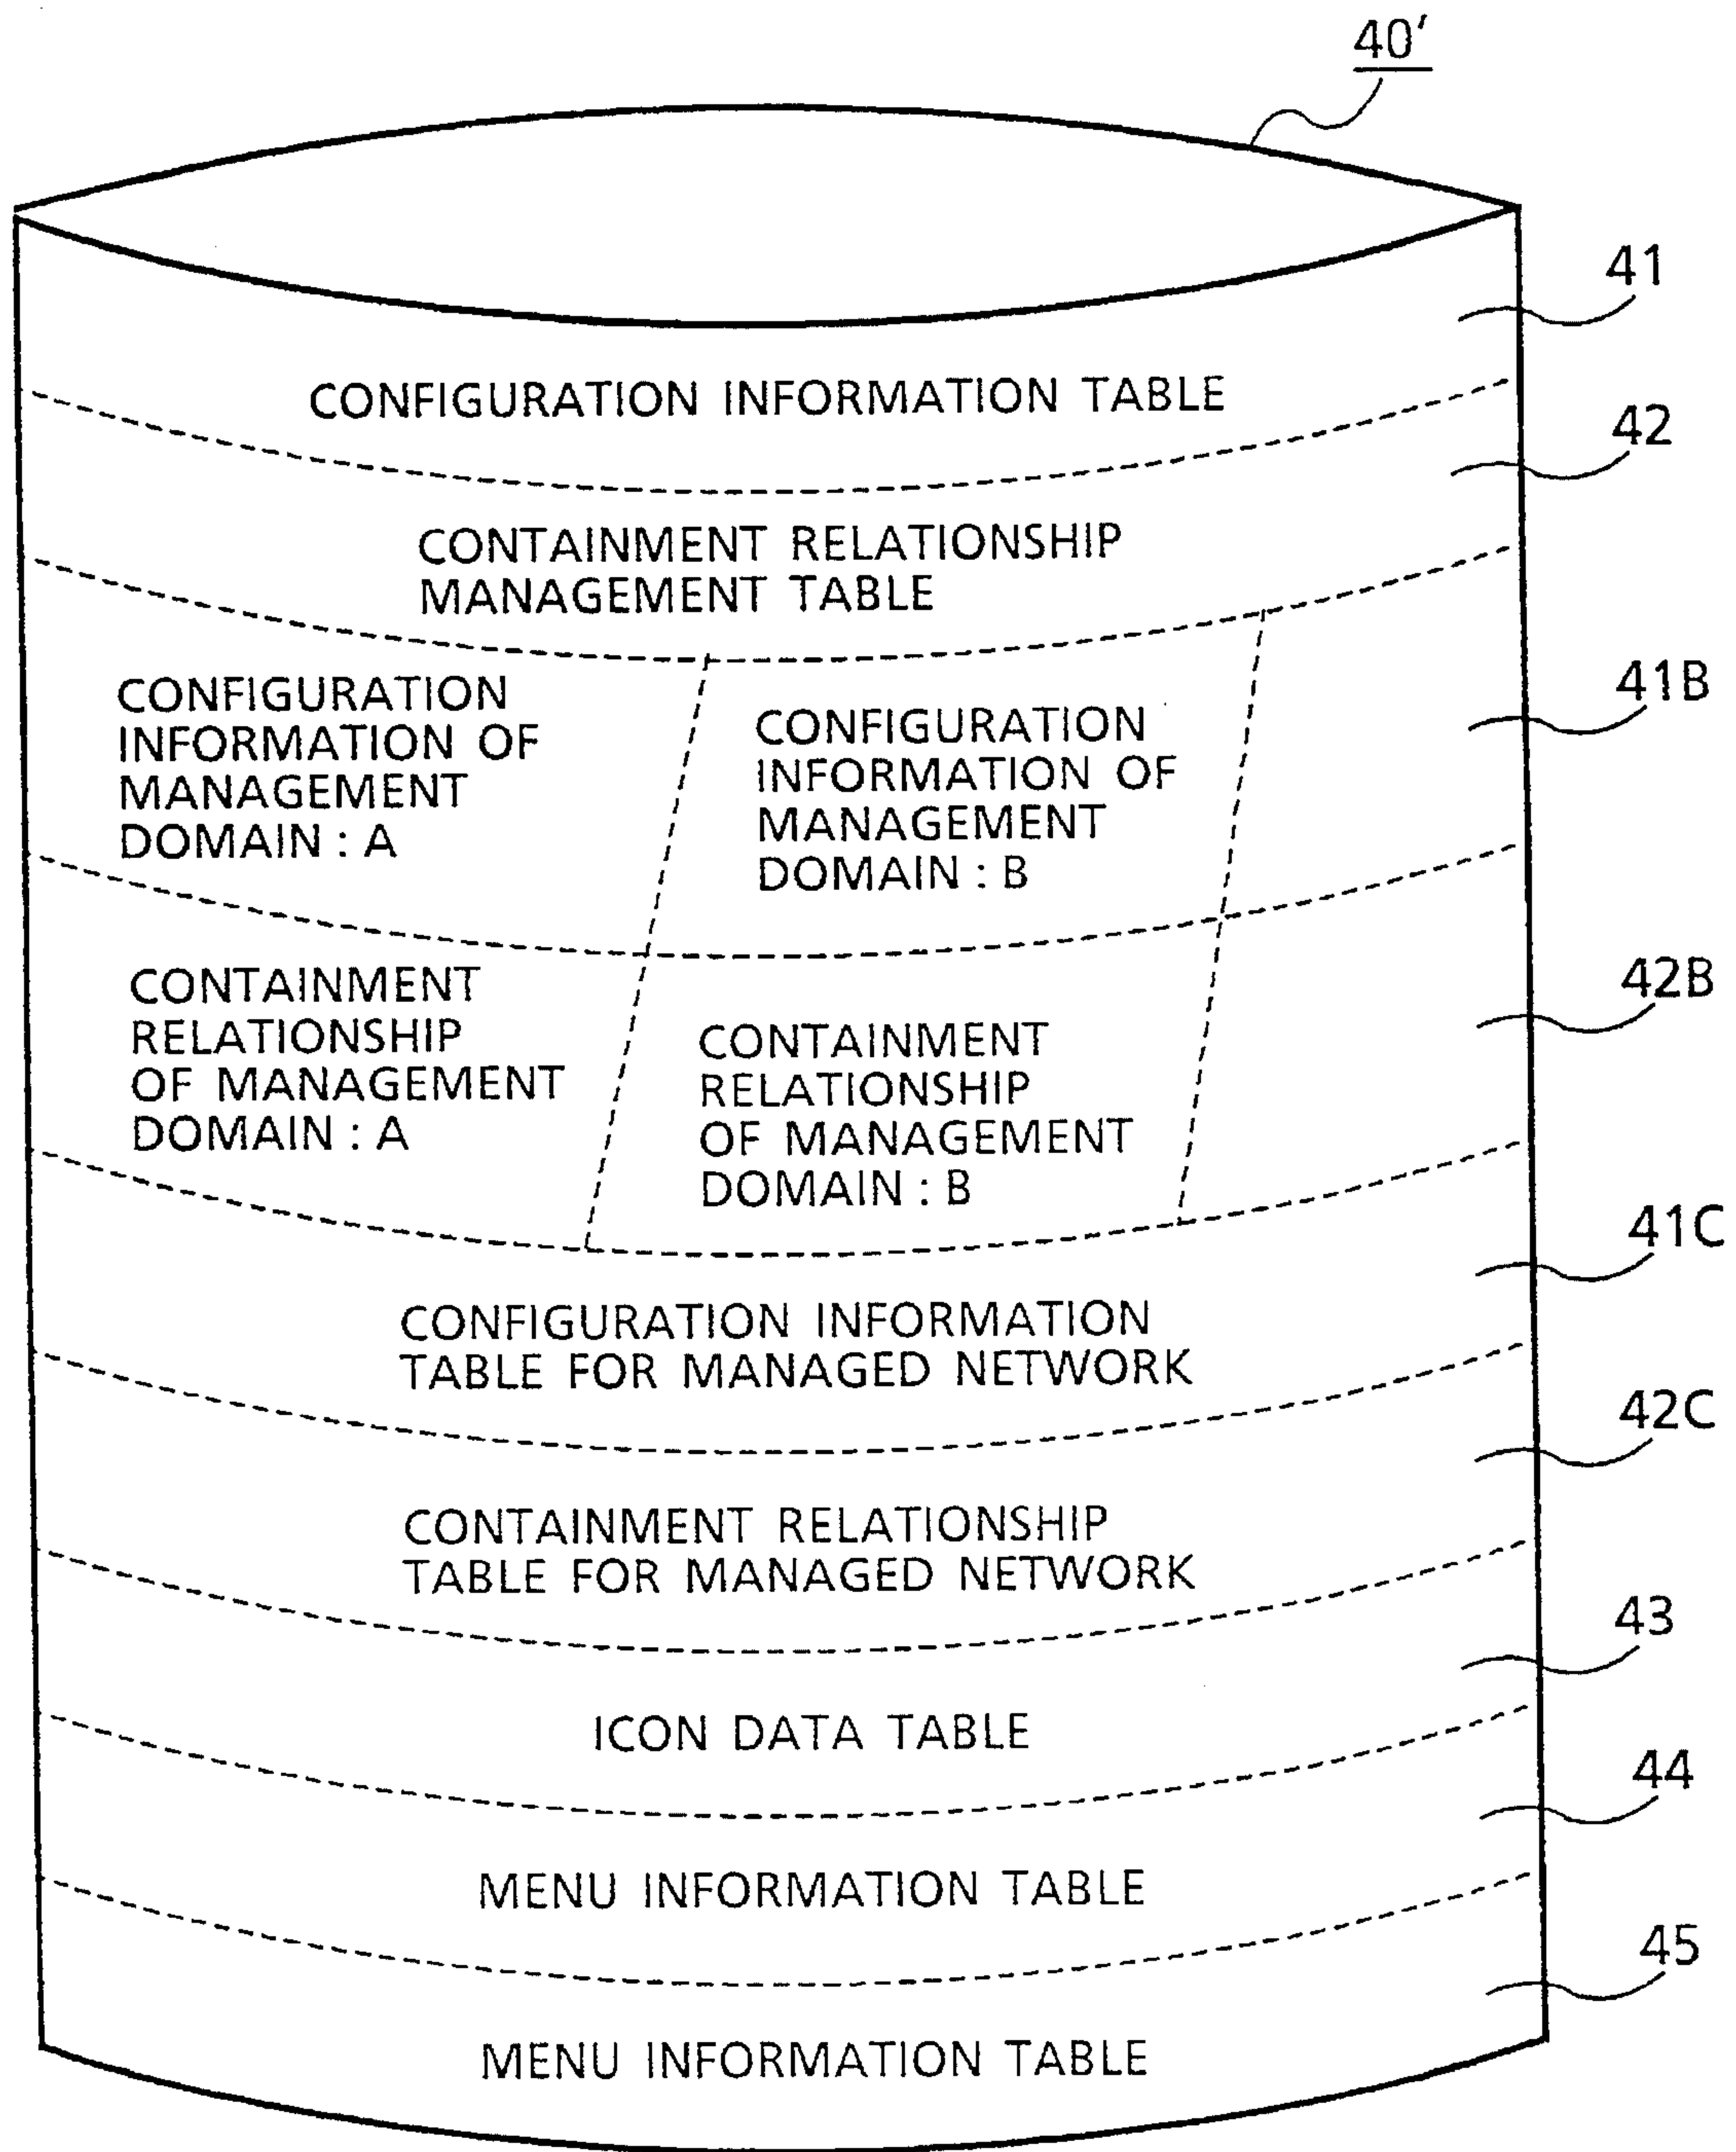 40'
41
CONFIGURATION INFORMATION TABLE
42
CONTAINMENT RELATIONSHIP
MANAGEMENT TABLE
41B
CONFIGURATION
INFORMATION OF
MANAGEMENT
DOMAIN : A
CONFIGURATION
INFORMATION OF
MANAGEMENT
DOMAIN : B
42B
CONTAINMENT
RELATIONSHIP
OF MANAGEMENT
DOMAIN : A
CONTAINMENT
RELATIONSHIP
OF MANAGEMENT
DOMAIN : B
41C
CONFIGURATION INFORMATION
TABLE FOR MANAGED NETWORK
42C
CONTAINMENT RELATIONSHIP
TABLE FOR MANAGED NETWORK
43
ICON DATA TABLE
44
MENU INFORMATION TABLE
45
MENU INFORMATION TABLE